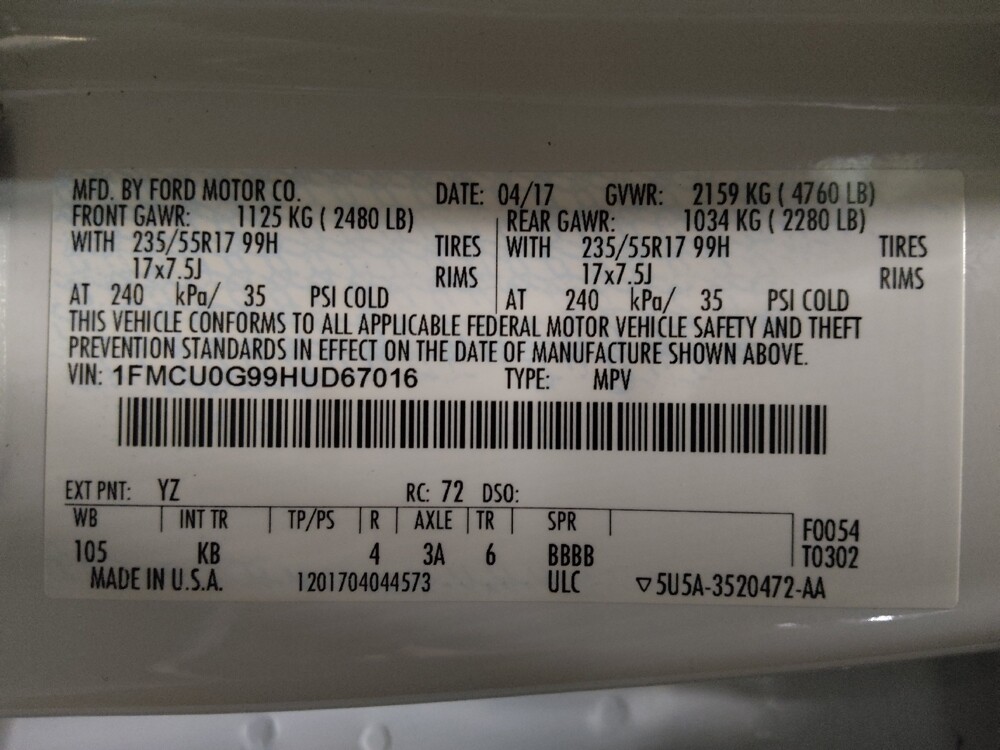 MFD. BY FORD MOTOR CO. DATE: 04/17 GVWR: 2159 KG ( 4760 LB)
FRONT GAWR: 1125 KG ( 2480 LB) REAR GAWR: 1034 KG ( 2280 LB)
WITH 235/55R17 99H TIRES WITH 235/55R17 99H TIRES
17x7.5J RIMS 17x7.5J RIMS
AT 240 kPa/ 35 PSI COLD AT 240 kPa/ 35 PSI COLD
THIS VEHICLE CONFORMS TO ALL APPLICABLE FEDERAL MOTOR VEHICLE SAFETY AND THEFT
PREVENTION STANDARDS IN EFFECT ON THE DATE OF MANUFACTURE SHOWN ABOVE.
VIN: 1FMCU0G99HUD67016 TYPE: MPV
EXT PNT: YZ RC: 72 DSO:
WB INT TR TP/PS R AXLE TR SPR F0054
105 KB 4 3A 6 BBBB T0302
MADE IN U.S.A. 1201704044573 ULC ▽5U5A-3520472-AA